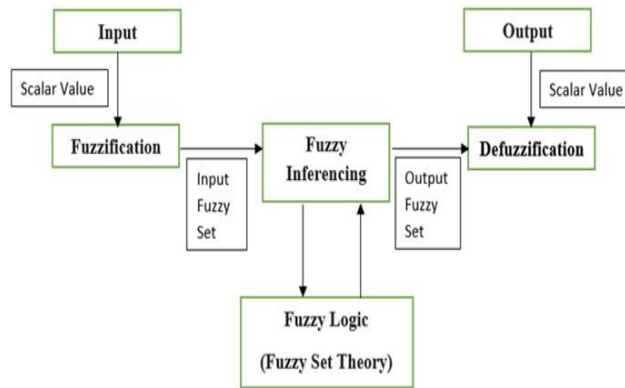 Input
Output
Scalar Value
Scalar Value
Fuzzification
Fuzzy
Inferencing
Defuzzification
Input
Fuzzy
Set
Output
Fuzzy
Set
Fuzzy Logic
(Fuzzy Set Theory)